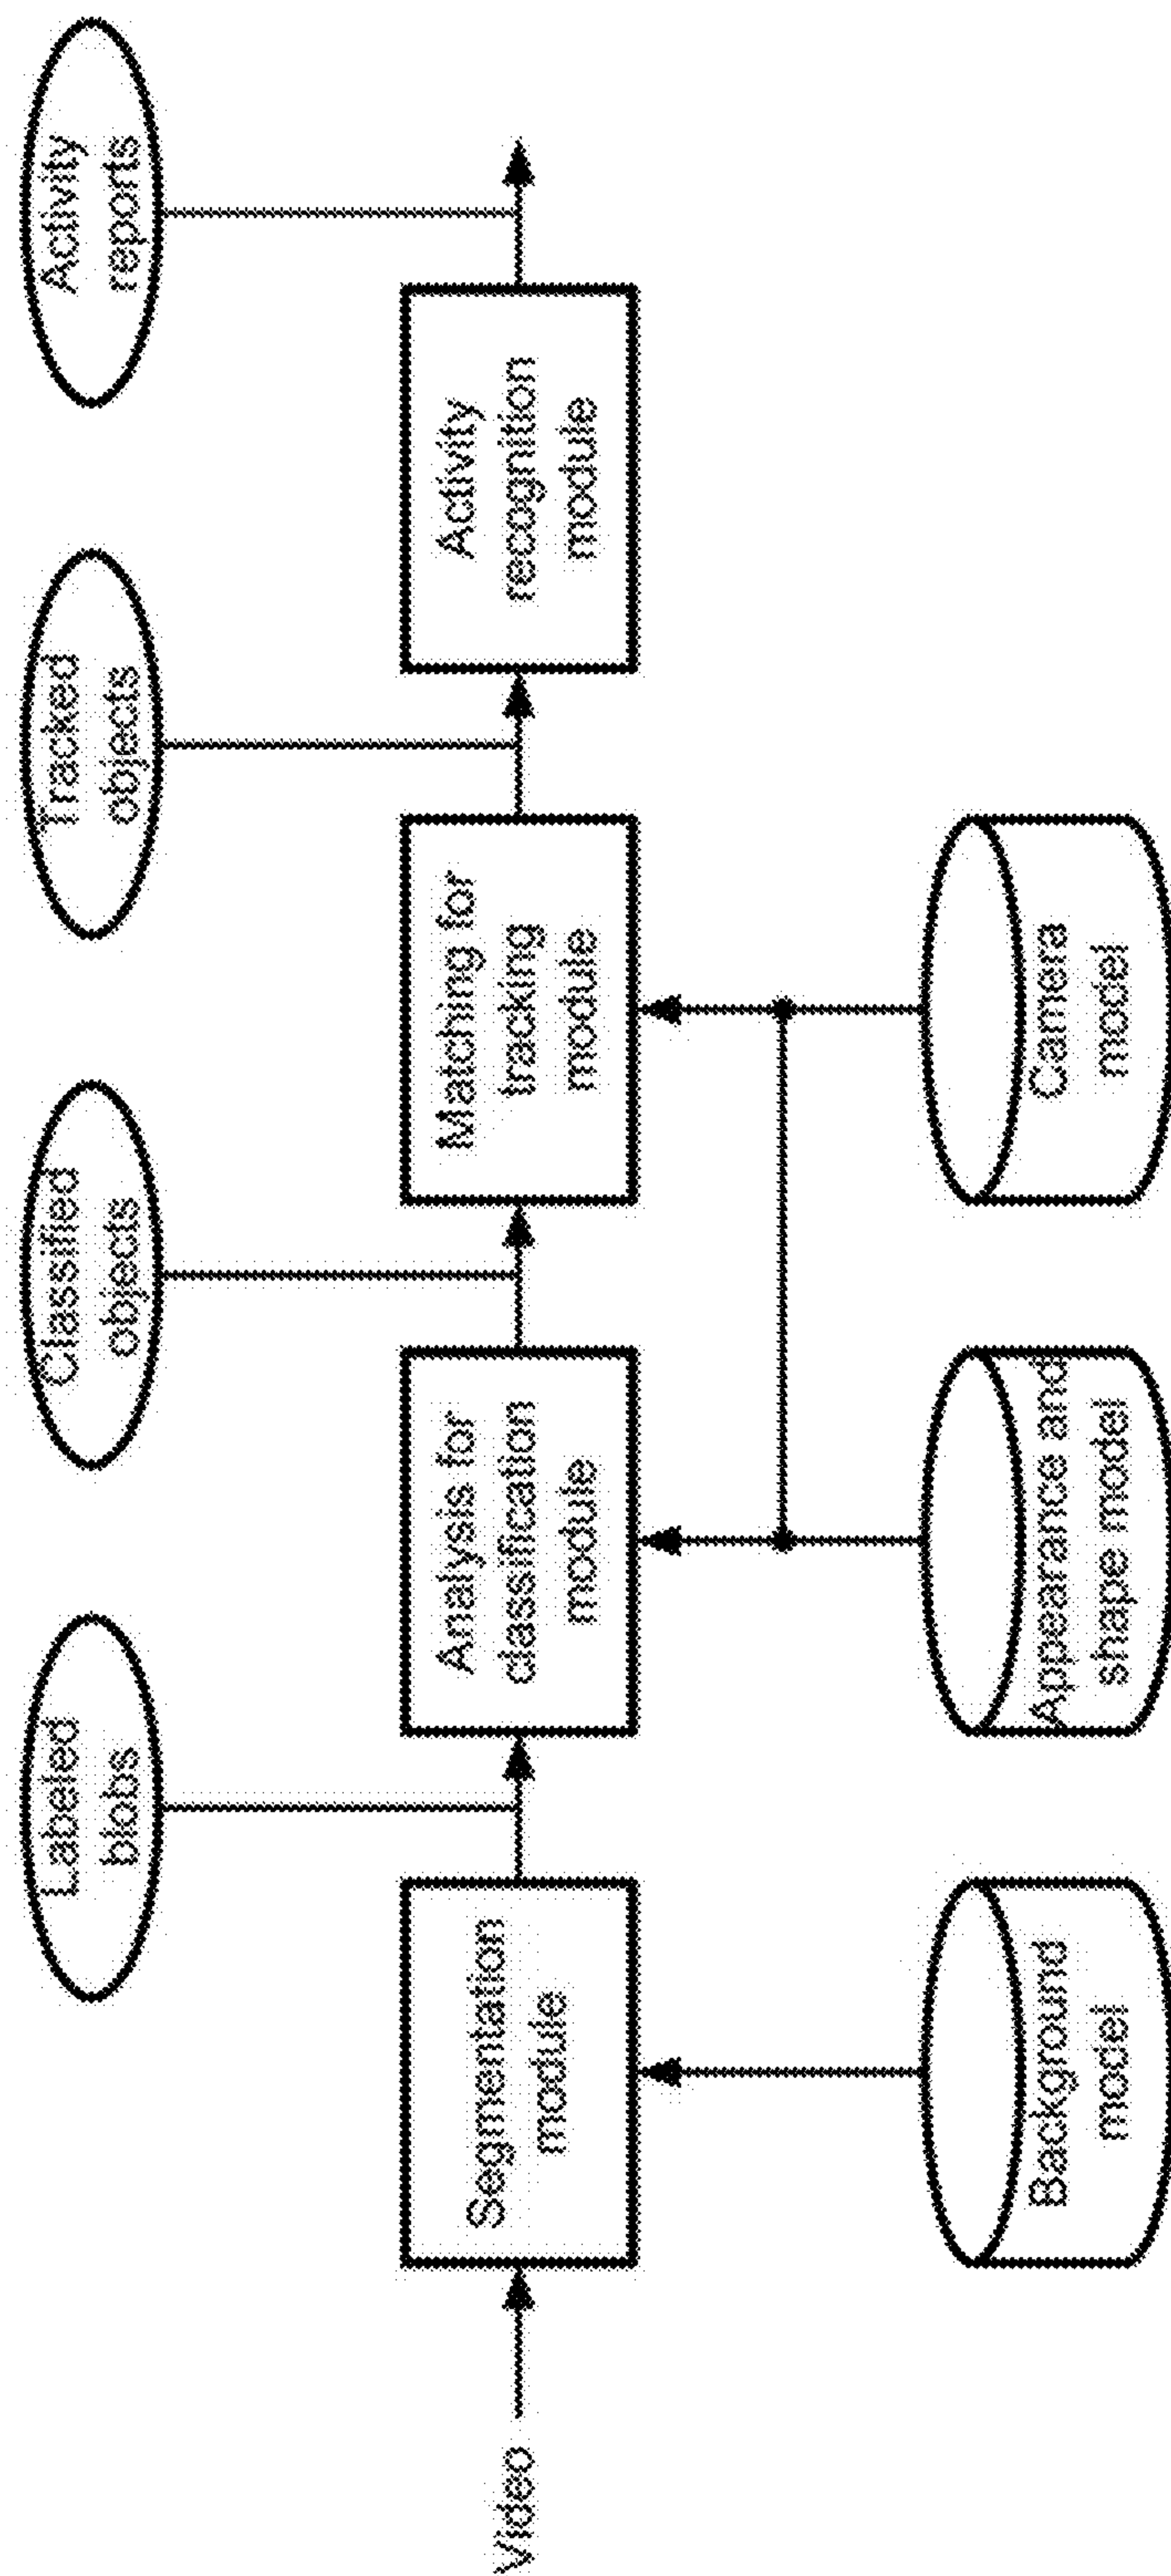 Labeled
blobs
Classified
objects
Tracked
objects
Activity
reports
Video
Segmentation
module
Analysis for
classification
module
Matching for
tracking
module
Activity
recognition
module
Background
model
Appearance and
shape model
Camera
model